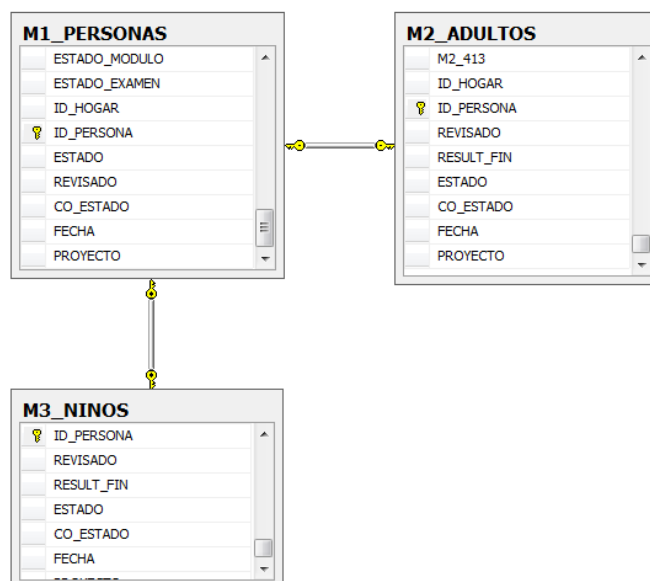 M1_PERSONAS
ESTADO_MODULO
ESTADO_EXAMEN
ID_HOGAR
ID_PERSONA
ESTADO
REVISADO
CO_ESTADO
FECHA
PROYECTO
M2_ADULTOS
M2_413
ID_HOGAR
ID_PERSONA
REVISADO
RESULT_FIN
ESTADO
CO_ESTADO
FECHA
PROYECTO
M3_NINOS
ID_PERSONA
REVISADO
RESULT_FIN
ESTADO
CO_ESTADO
FECHA